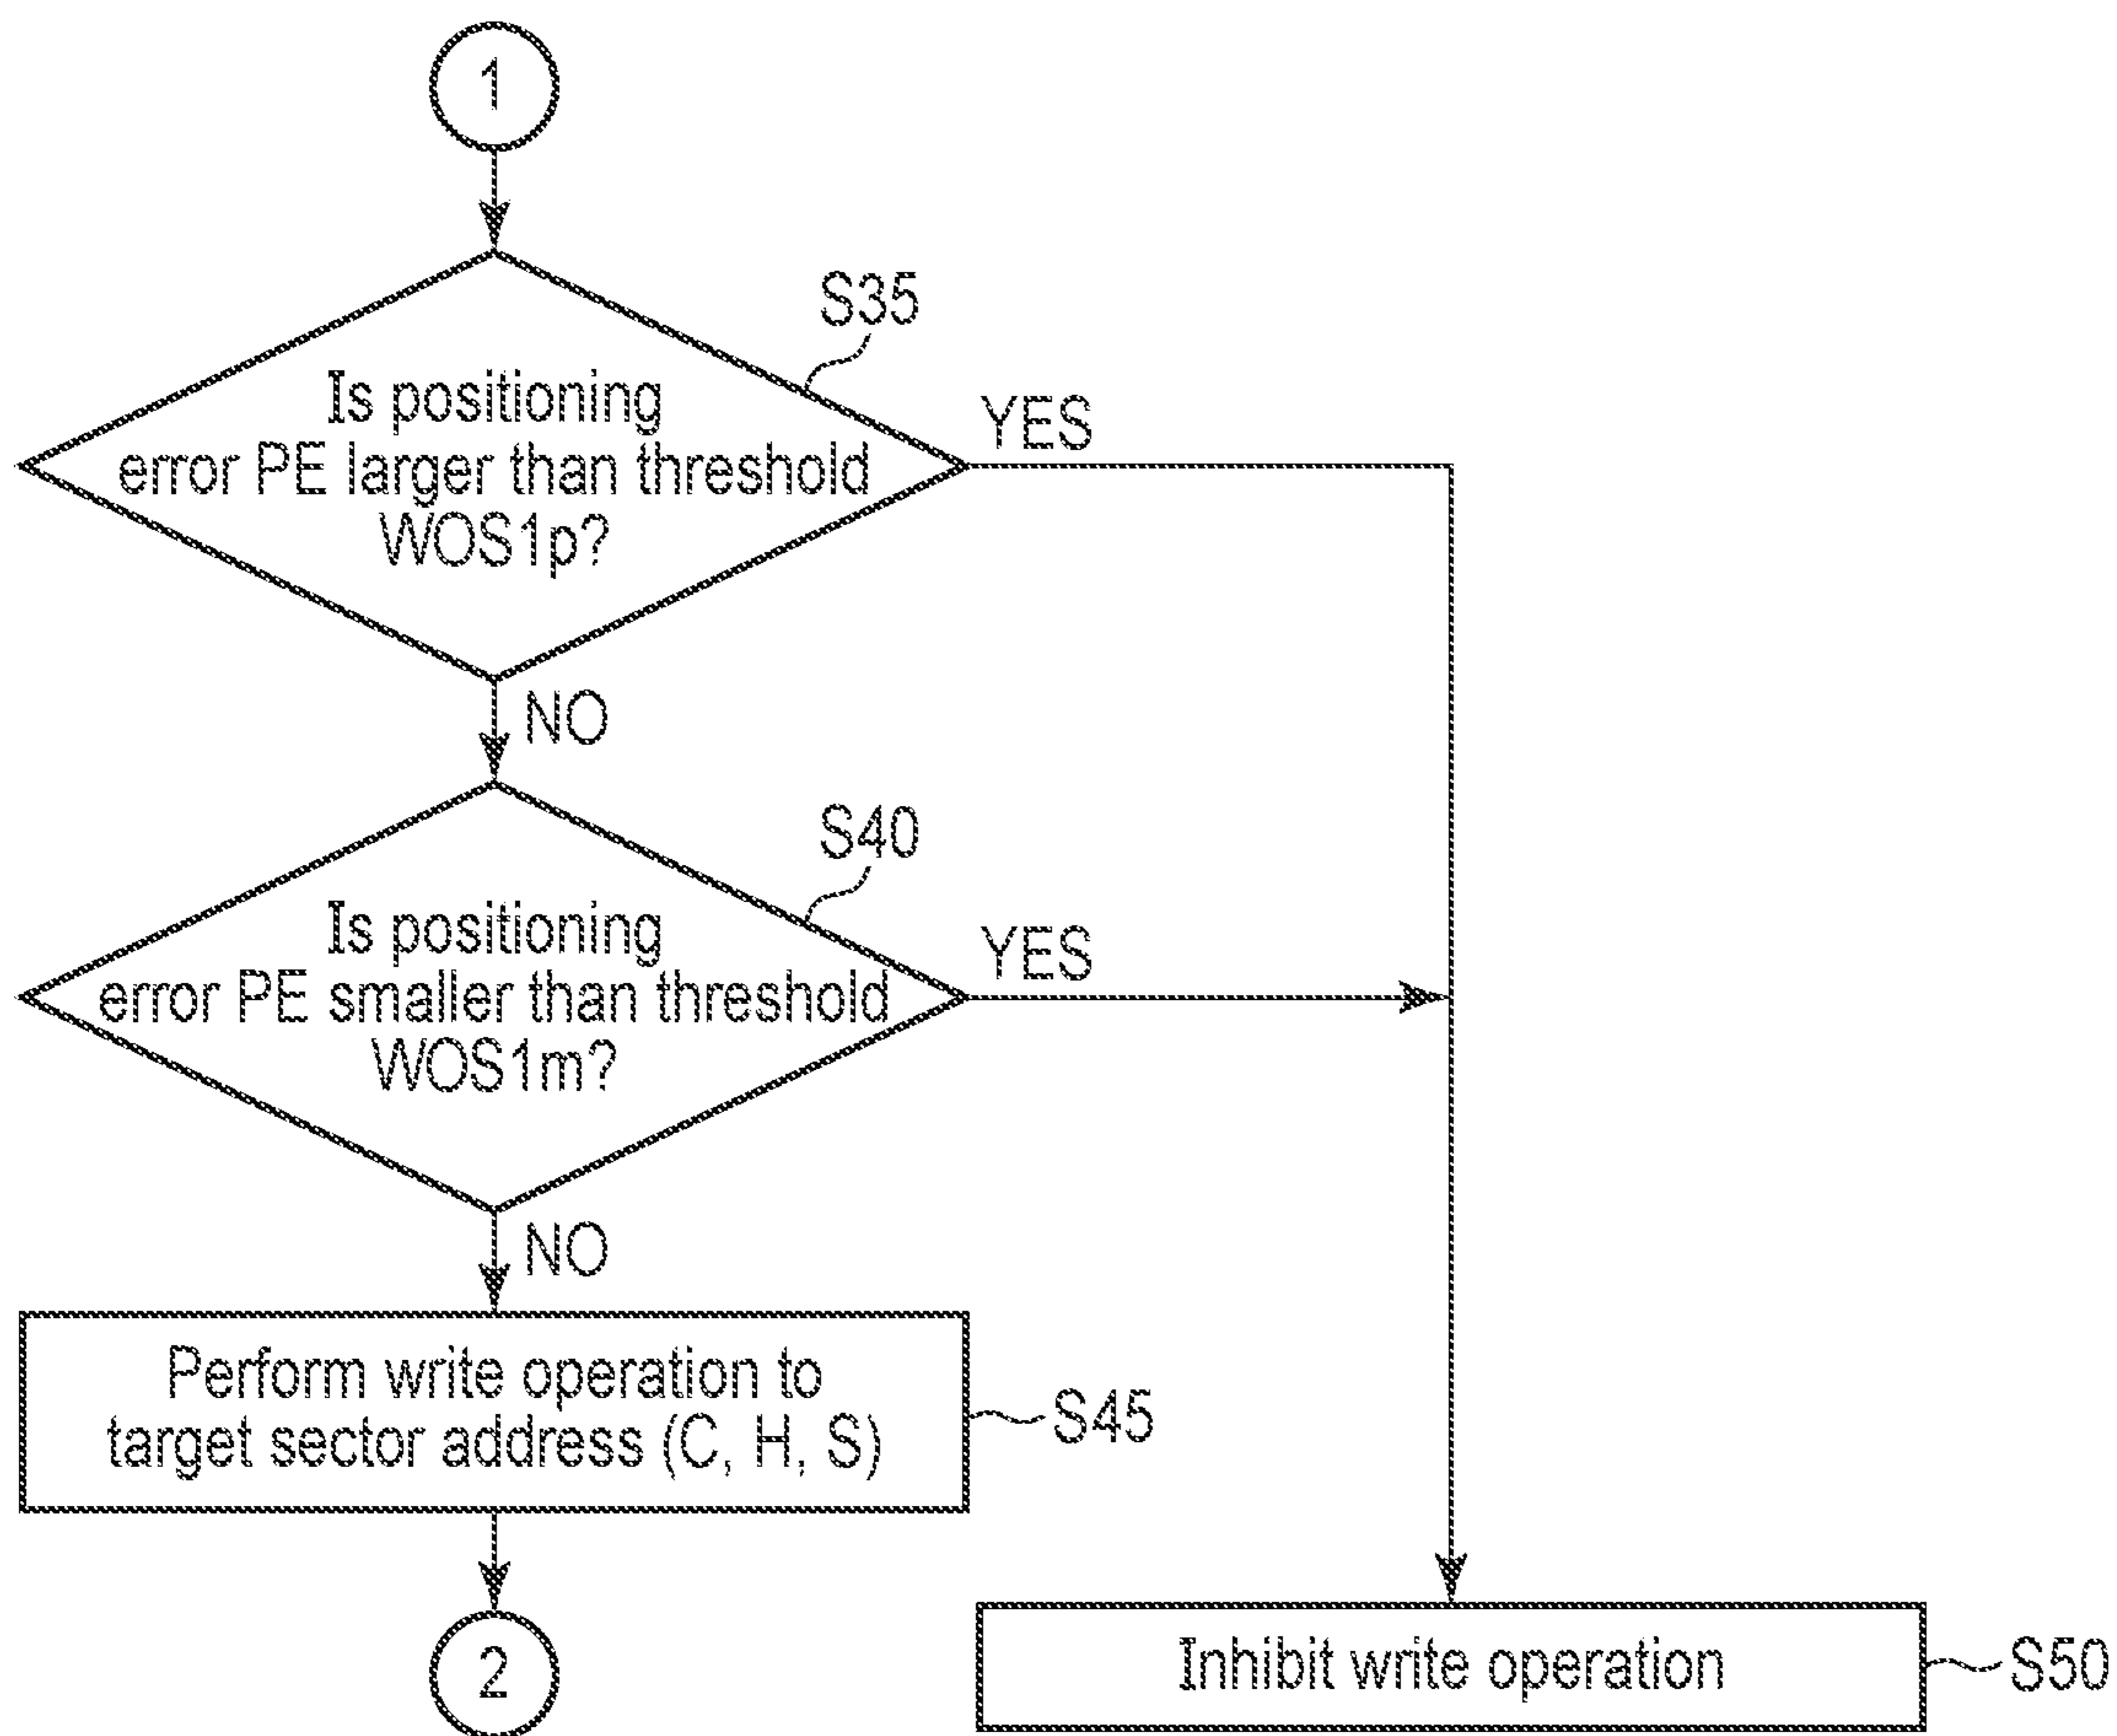 1
S35
Is positioning
error PE larger than threshold
WOS1p?
YES
NO
S40
Is positioning
error PE smaller than threshold
WOS1m?
YES
NO
Perform write operation to
target sector address (C, H, S)
S45
2
Inhibit write operation
S50